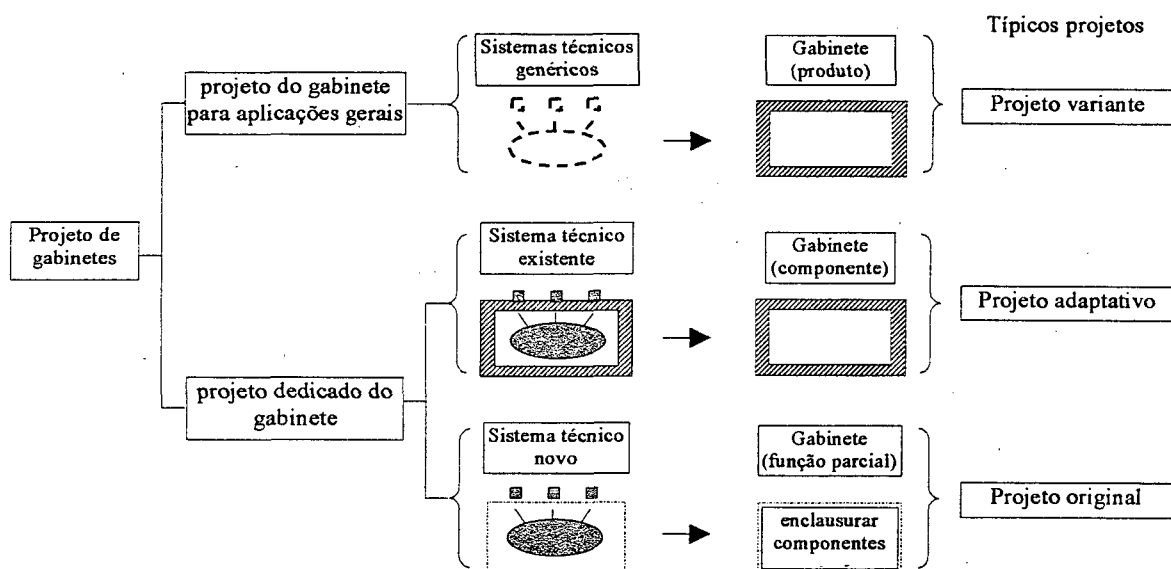 Típicos projetos
Sistemas técnicos
genéricos
Gabinete
(produto)
projeto do gabinete
para aplicações gerais
Projeto variante
Projeto de
gabinetes
Sistema técnico
existente
Gabinete
(componente)
Projeto adaptativo
projeto dedicado do
gabinete
Sistema técnico
novo
Gabinete
(função parcial)
Projeto original
enclausurar
componentes